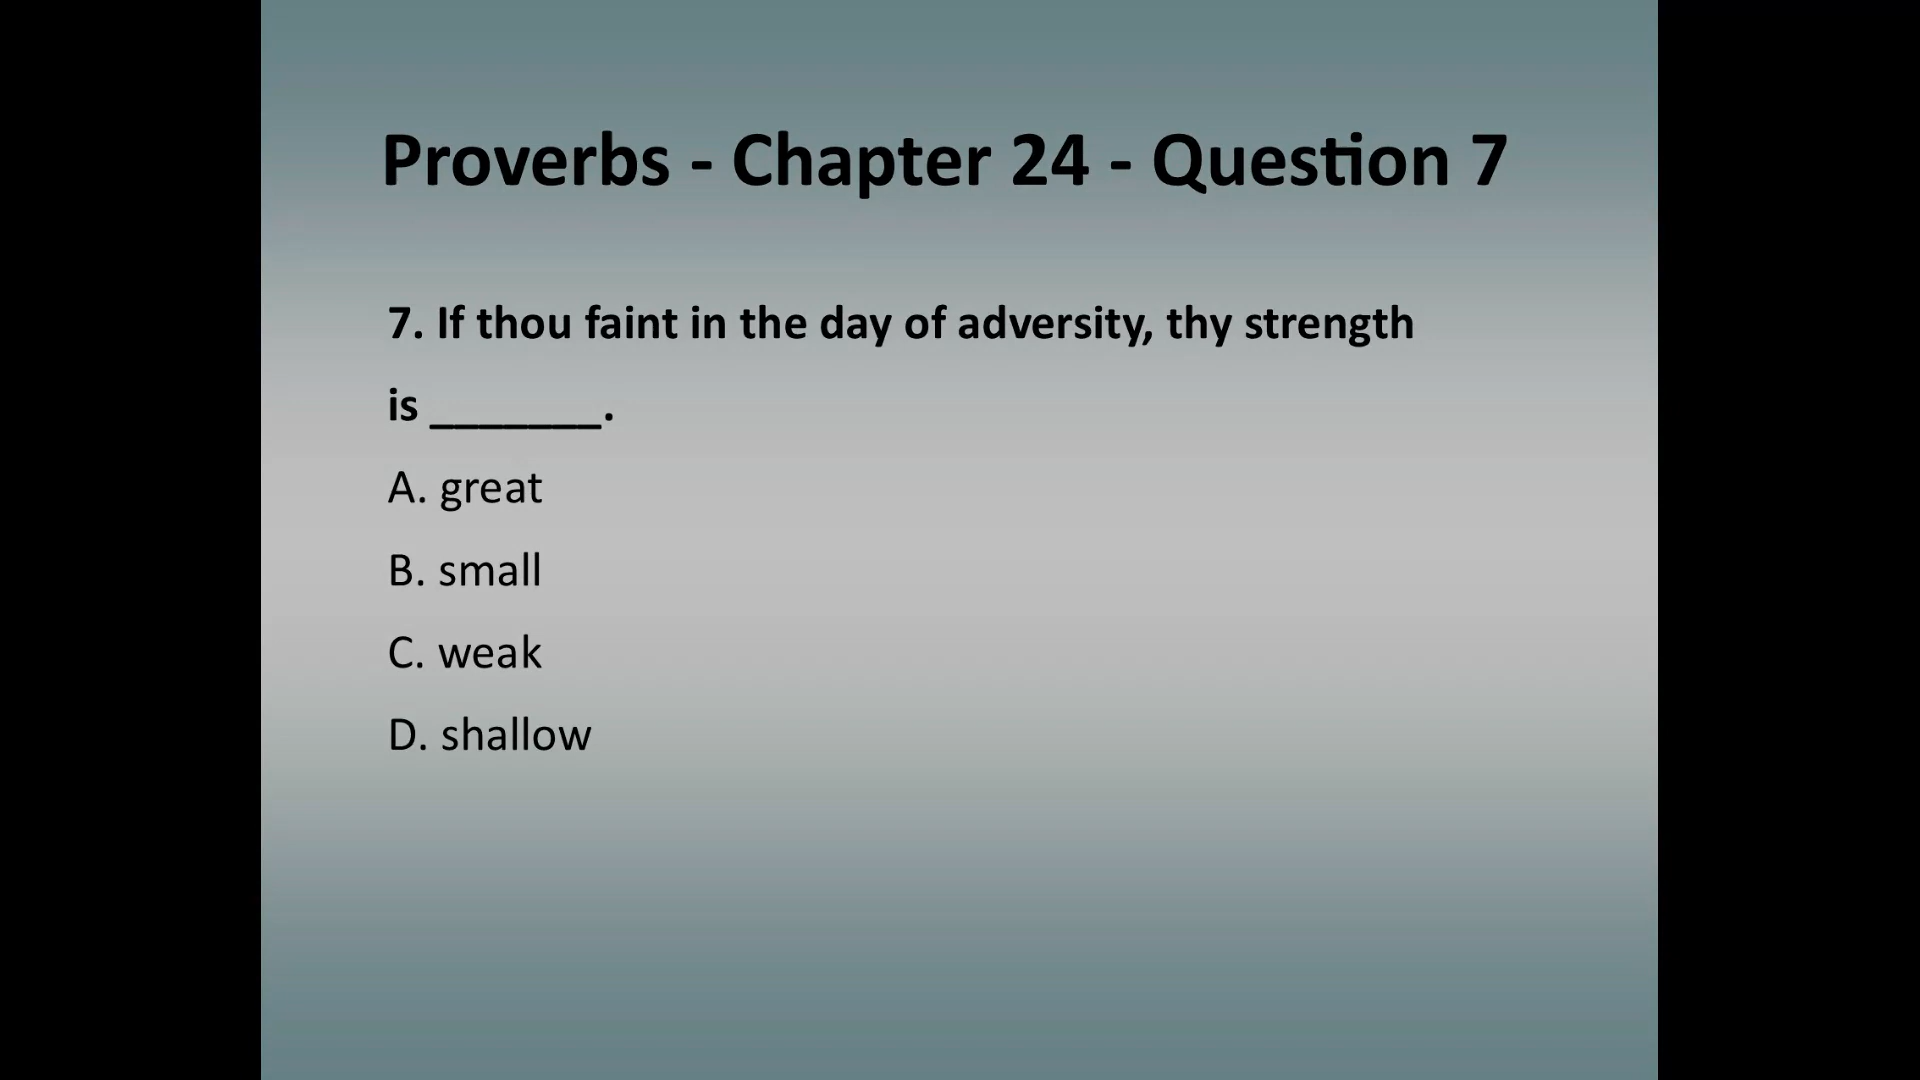 Proverbs - Chapter 24 - Question 7
7. If thou faint in the day of adversity, thy strength
is _______.
A. great
B. small
C. weak
D. shallow